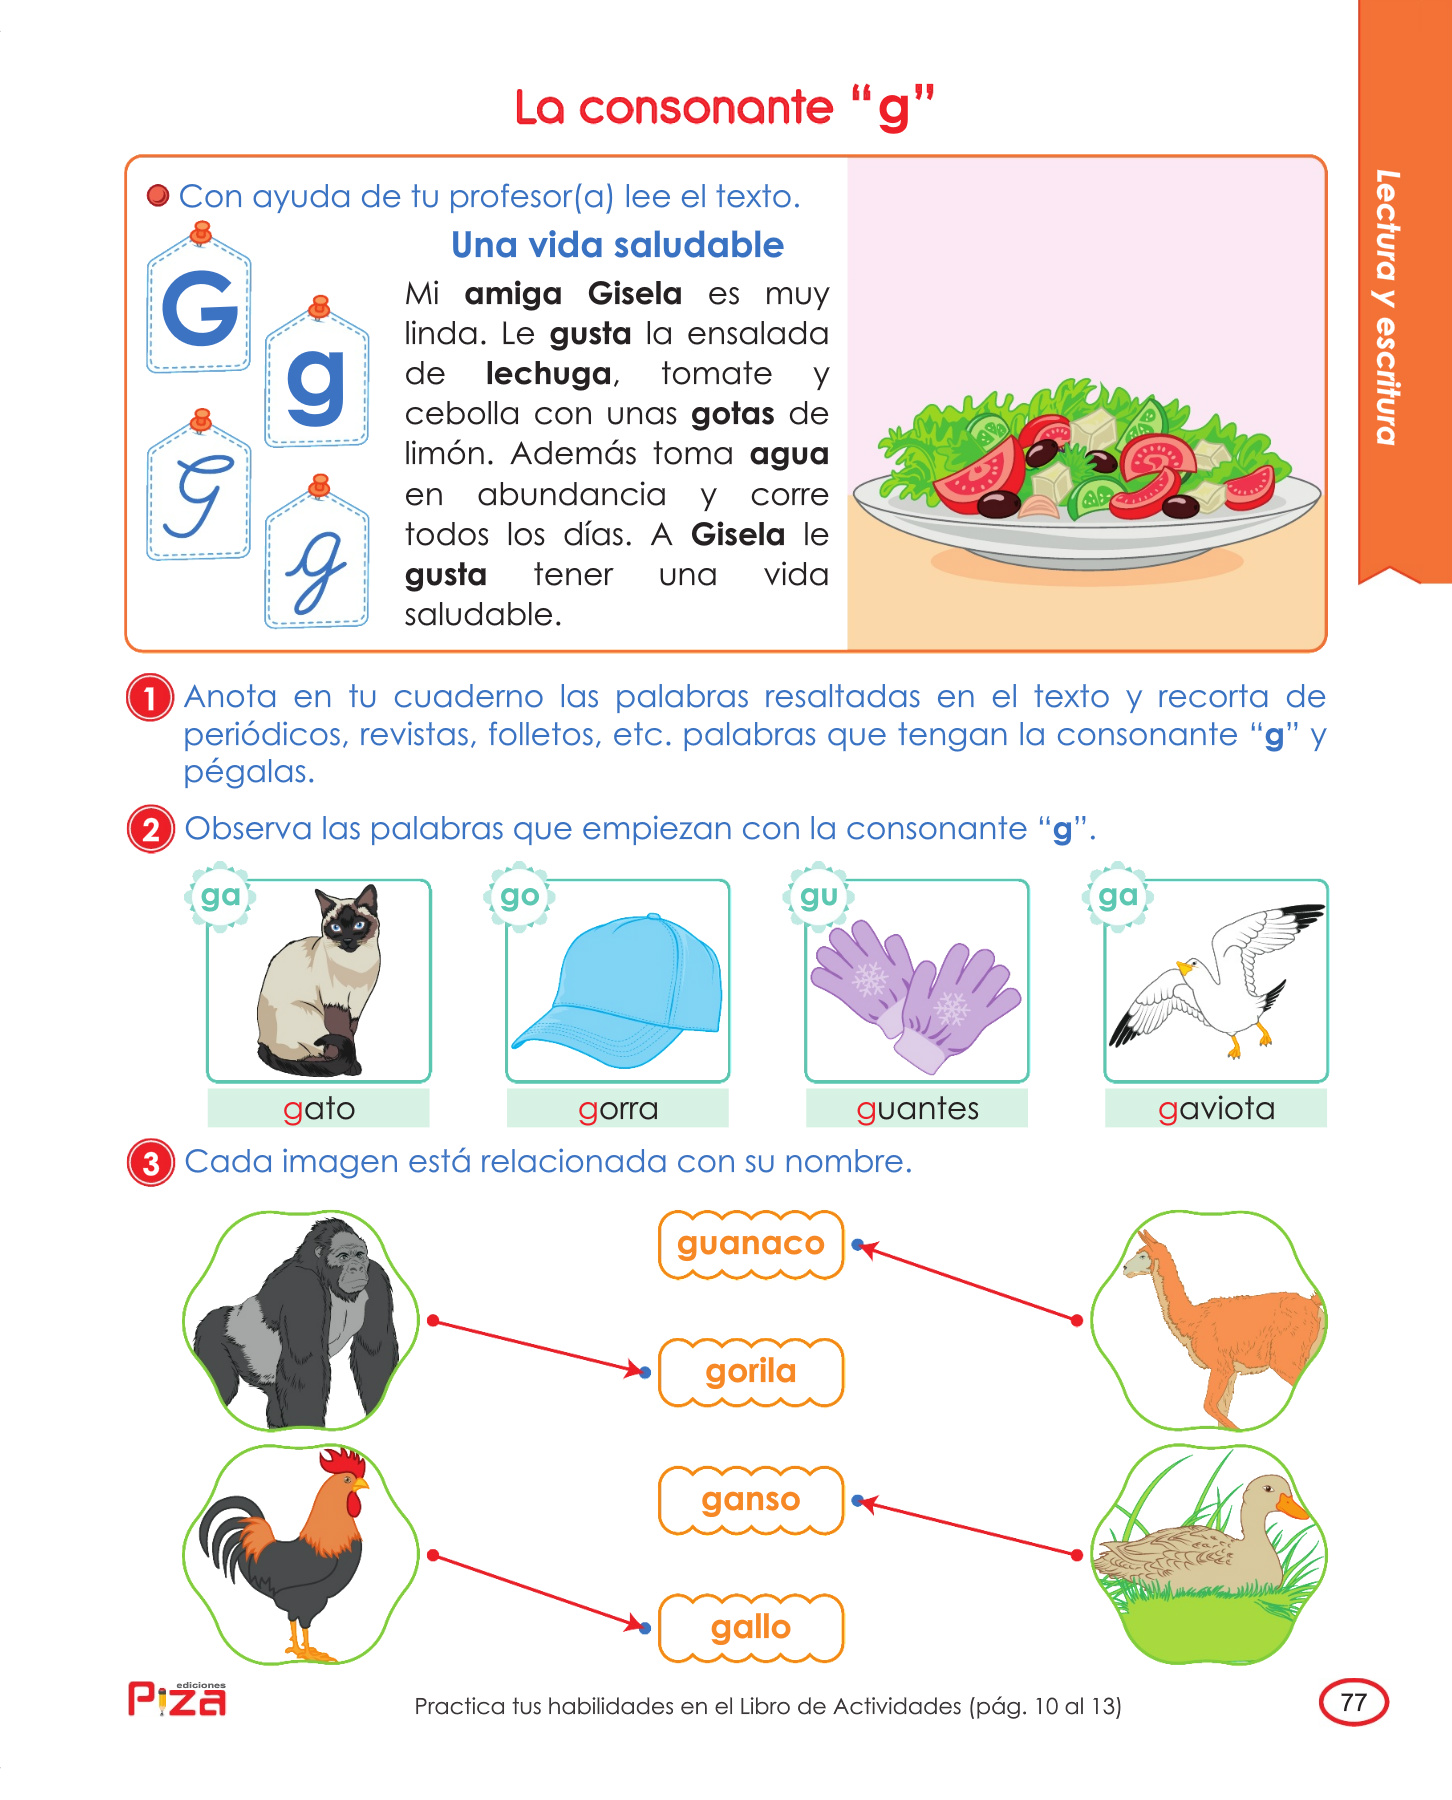 La consonante “g”
Lectura y escritura
Con ayuda de tu profesor(a) lee el texto.
G
g
G
g
Una vida saludable
Mi amiga Gisela es muy
linda. Le gusta la ensalada
de lechuga, tomate y
cebolla con unas gotas de
limón. Además toma agua
en abundancia y corre
todos los días. A Gisela le
gusta tener una vida
saludable.
1 Anota en tu cuaderno las palabras resaltadas en el texto y recorta de
periódicos, revistas, folletos, etc. palabras que tengan la consonante “g” y
pégalas.
2 Observa las palabras que empiezan con la consonante “g”.
ga
go
gu
ga
gato
gorra
guantes
gaviota
3 Cada imagen está relacionada con su nombre.
guanaco
gorila
ganso
gallo
ediciones
Piza
Practica tus habilidades en el Libro de Actividades (pág. 10 al 13)
77